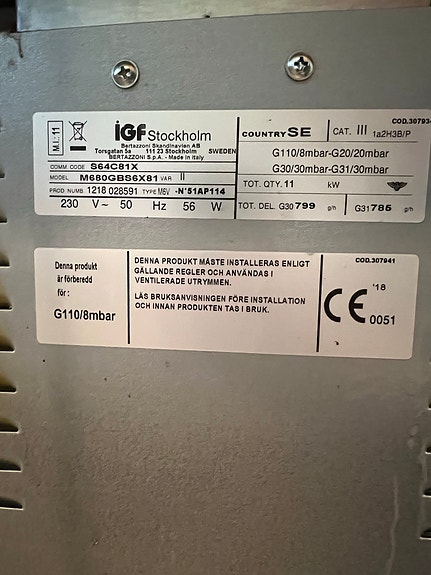 M.I.: 11
iGF Stockholm
Bertazzoni Skandinavien AB
Torsgatan 5a 111 23 Stockholm SWEDEN
BERTAZZONI S.p.A. - Made in Italy
COMM. CODE S64C81X
MODEL M680GBS6X81 VAR II
PROD NUMB 1218 028591 TYPE M6V -N°51AP114
230 V~ 50 Hz 56 W
COD.30793
COUNTRY SE CAT. III 1a2H3B/P
G110/8mbar-G20/20mbar
G30/30mbar-G31/30mbar
TOT. QTY. 11 kW
TOT. DEL. G30 799 g/h G31 785 g/h
Denna produkt
är förberedd
för :
G110/8mbar
DENNA PRODUKT MÅSTE INSTALLERAS ENLIGT
GÄLLANDE REGLER OCH ANVÄNDAS I
VENTILERADE UTRYMMEN.
LÄS BRUKSANVISNINGEN FÖRE INSTALLATION
OCH INNAN PRODUKTEN TAS I BRUK.
COD.307941
'18
CE 0051